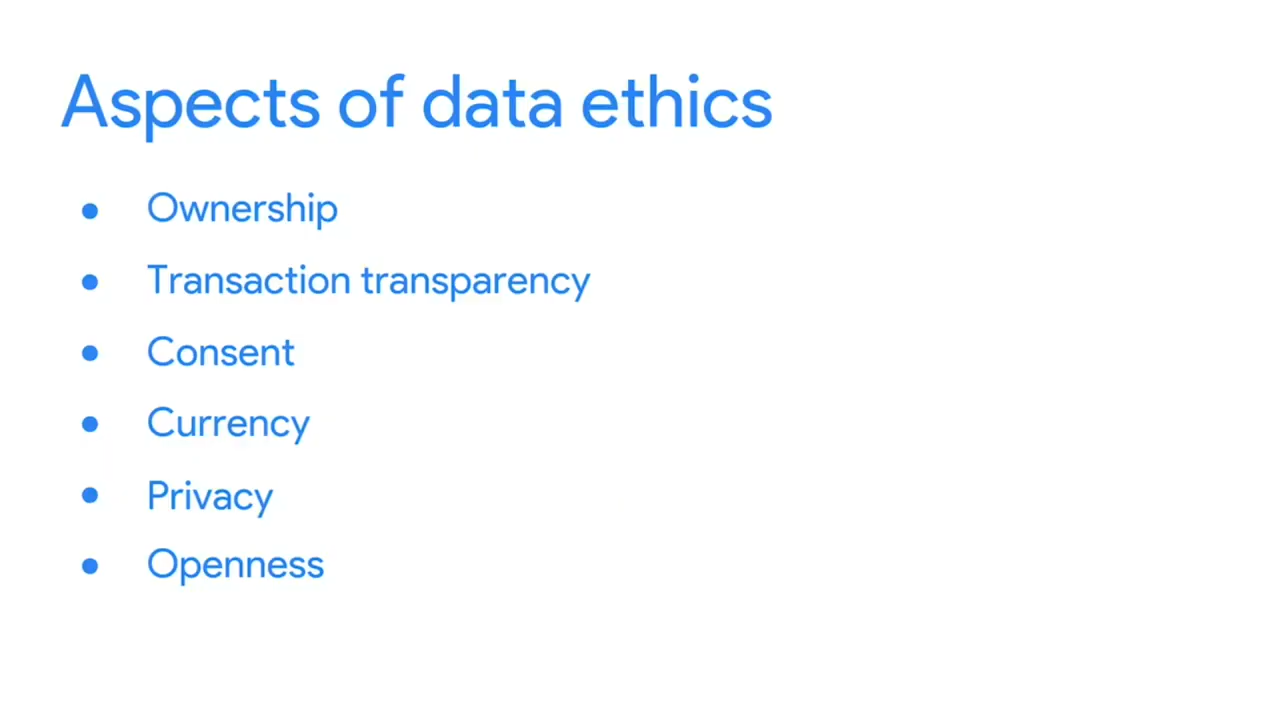 Aspects of data ethics
● Ownership
● Transaction transparency
● Consent
● Currency
● Privacy
● Openness